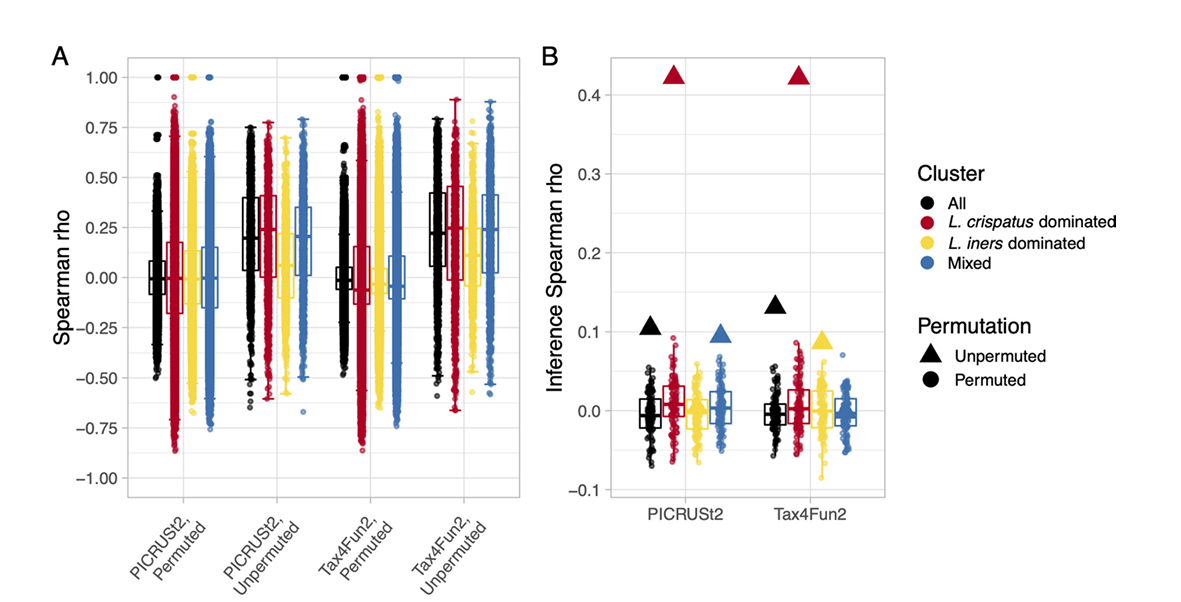 A
Spearman rho
1.00
0.75
0.50
0.25
0.00
−0.25
−0.50
−0.75
−1.00
PICRUSt2,
Permuted
PICRUSt2,
Unpermuted
Tax4Fun2,
Permuted
Tax4Fun2,
Unpermuted
B
Inference Spearman rho
0.4
0.3
0.2
0.1
0.0
−0.1
PICRUSt2
Tax4Fun2
Cluster
All
L. crispatus dominated
L. iners dominated
Mixed
Permutation
Unpermuted
Permuted